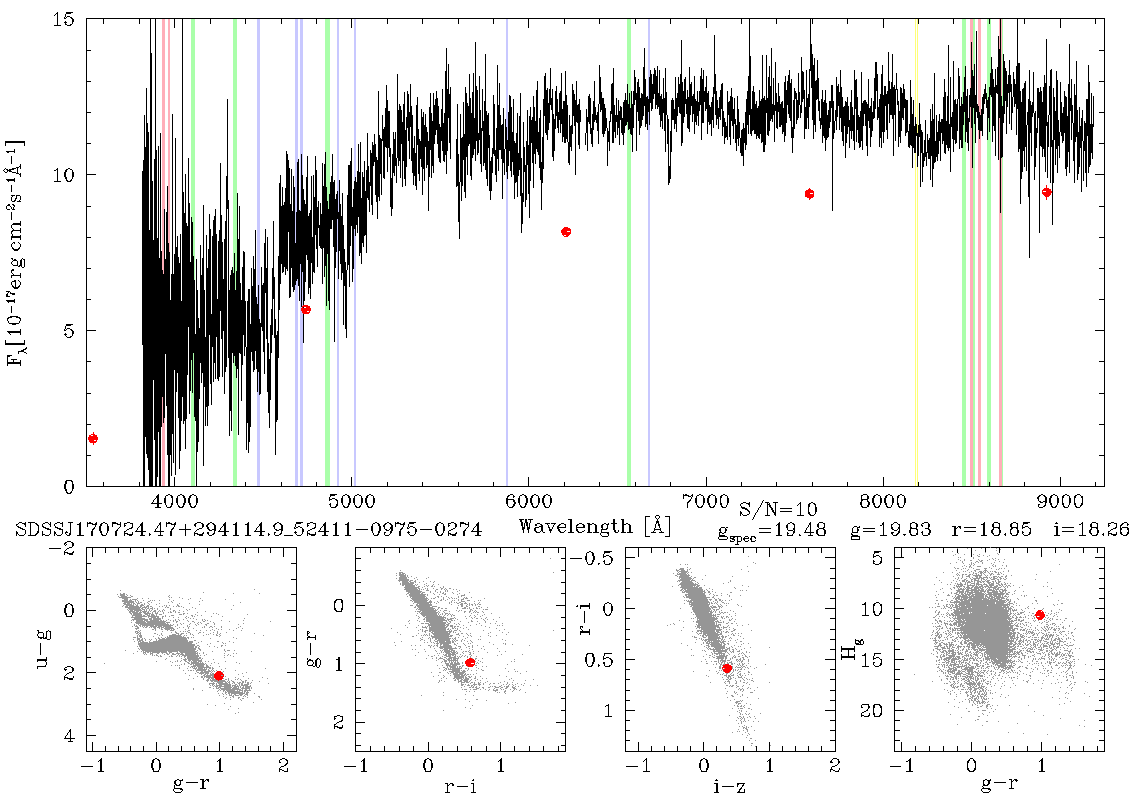 15
10
5
0
F_λ[10^−17 erg cm^−2 s^−1 Å^−1]
4000 5000 6000 7000 8000 9000
S/N=10
SDSSJ170724.47+294114.9_52411−0975−0274 Wavelength [Å] g_spec=19.48 g=19.83 r=18.85 i=18.26
−2
0
2
4
u−g
−1 0 1 2
g−r
0
1
2
g−r
−1 0 1 2
r−i
−0.5
0
0.5
1
r−i
−1 0 1 2
i−z
5
10
15
20
H_g
−1 0 1
g−r